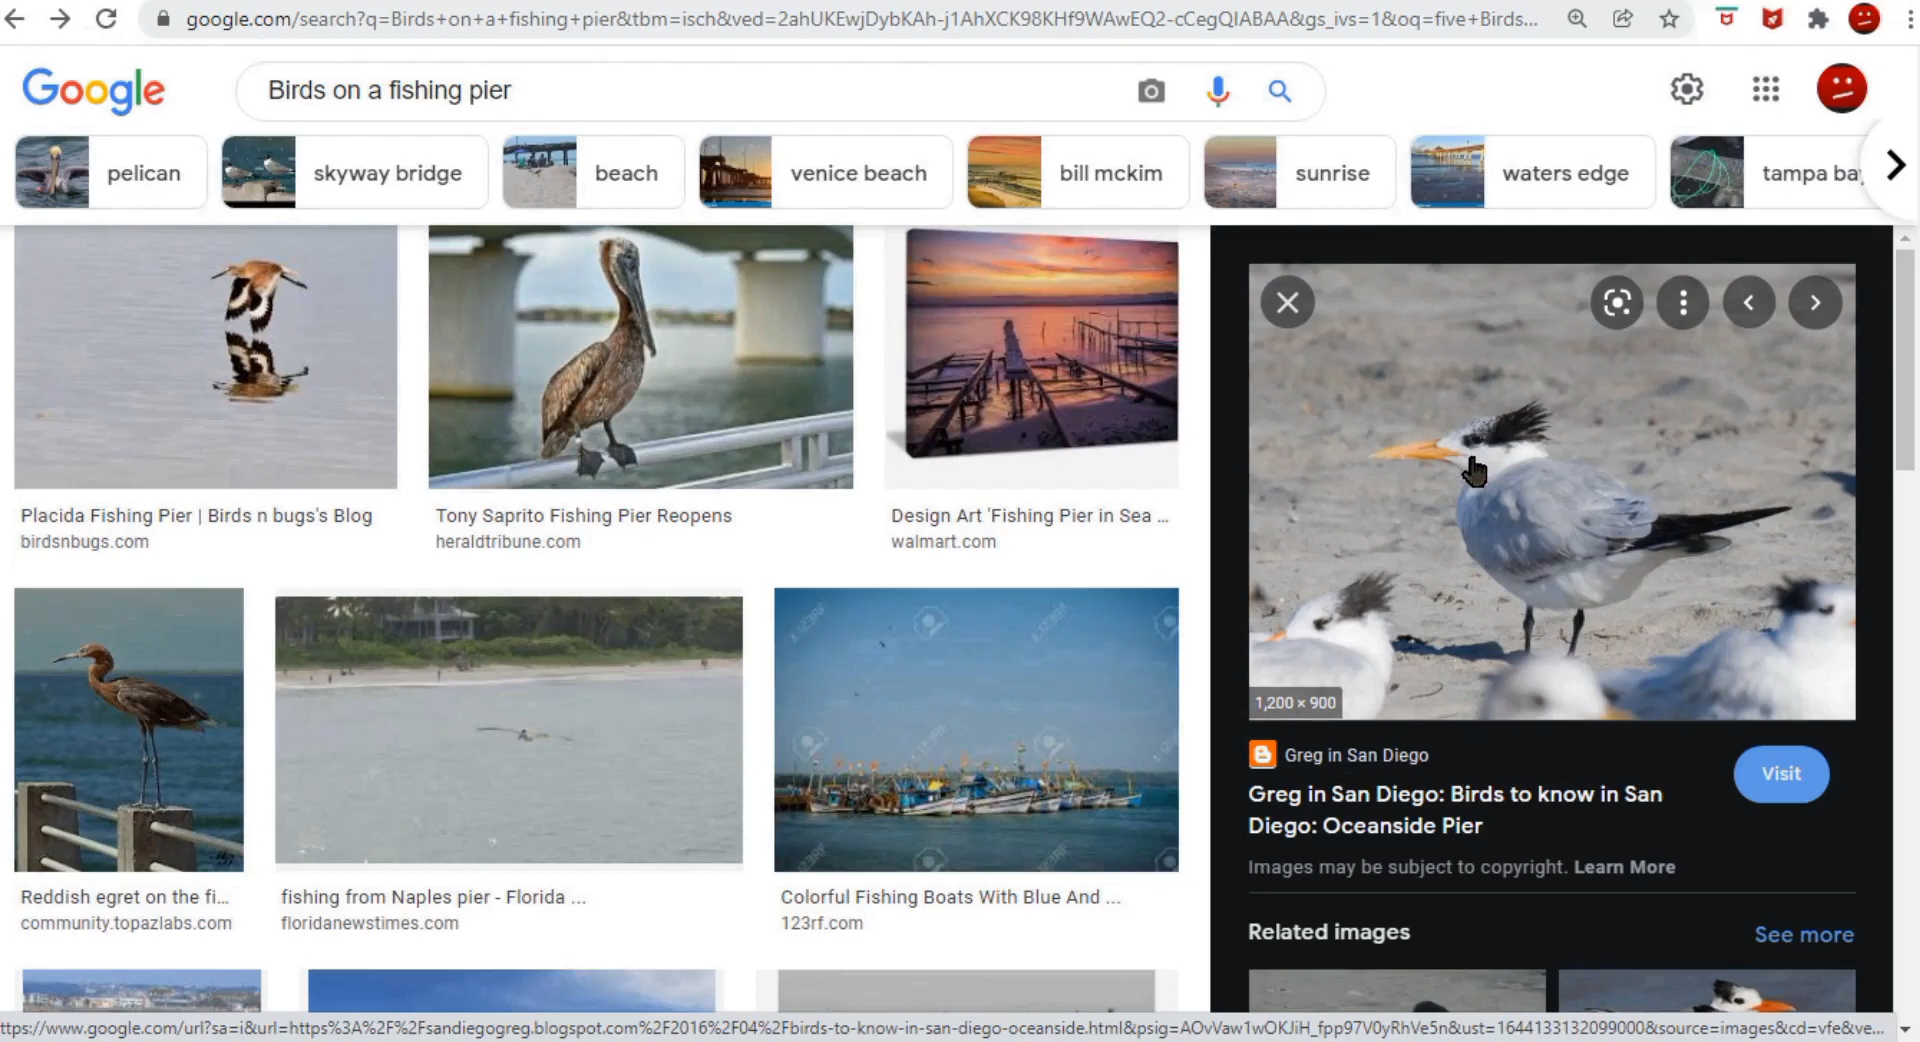 google.com/search?q=Birds+on+a+fishing+pier&tbm=isch&ved=2ahUKEwjDybKAh-j1AhXCK98KHf9WAwEQ2-cCegQIABAA&gs_ivs=1&oq=five+Birds...
Google
Birds on a fishing pier
pelican
skyway bridge
beach
venice beach
bill mckim
sunrise
waters edge
tampa ba
Placida Fishing Pier | Birds n bugs's Blog
birdsnbugs.com
Tony Saprito Fishing Pier Reopens
heraldtribune.com
Design Art 'Fishing Pier in Sea ...
walmart.com
Reddish egret on the fi...
community.topazlabs.com
fishing from Naples pier - Florida ...
floridanewstimes.com
123RF
123RF
123RF
123RF
Colorful Fishing Boats With Blue And ...
123rf.com
1,200 × 900
Greg in San Diego
Visit
Greg in San Diego: Birds to know in San
Diego: Oceanside Pier
Images may be subject to copyright. Learn More
Related images
See more
ttps://www.google.com/url?sa=i&url=https%3A%2F%2Fsandiegogreg.blogspot.com%2F2016%2F04%2Fbirds-to-know-in-san-diego-oceanside.html&psig=AOvVaw1wOKJiH_fpp97V0yRhVe5n&ust=1644133132099000&source=images&cd=vfe&ve...